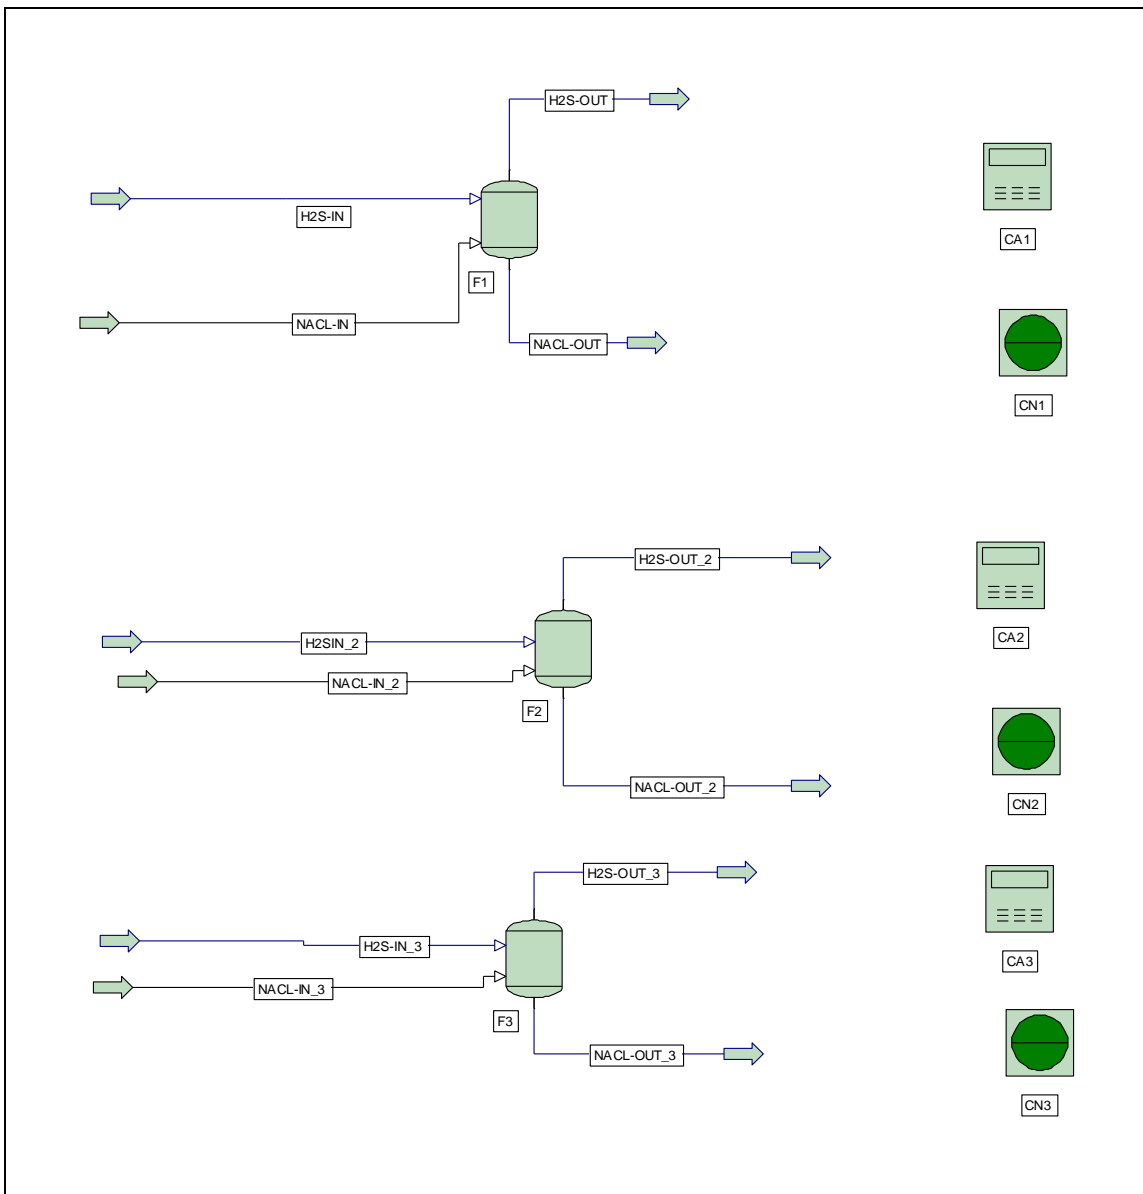 H2S-OUT
H2S-IN
CA1
F1
NACL-IN
NACL-OUT
CN1
H2S-OUT_2
H2SIN_2
CA2
NACL-IN_2
F2
NACL-OUT_2
CN2
H2S-OUT_3
H2S-IN_3
CA3
NACL-IN_3
F3
NACL-OUT_3
CN3